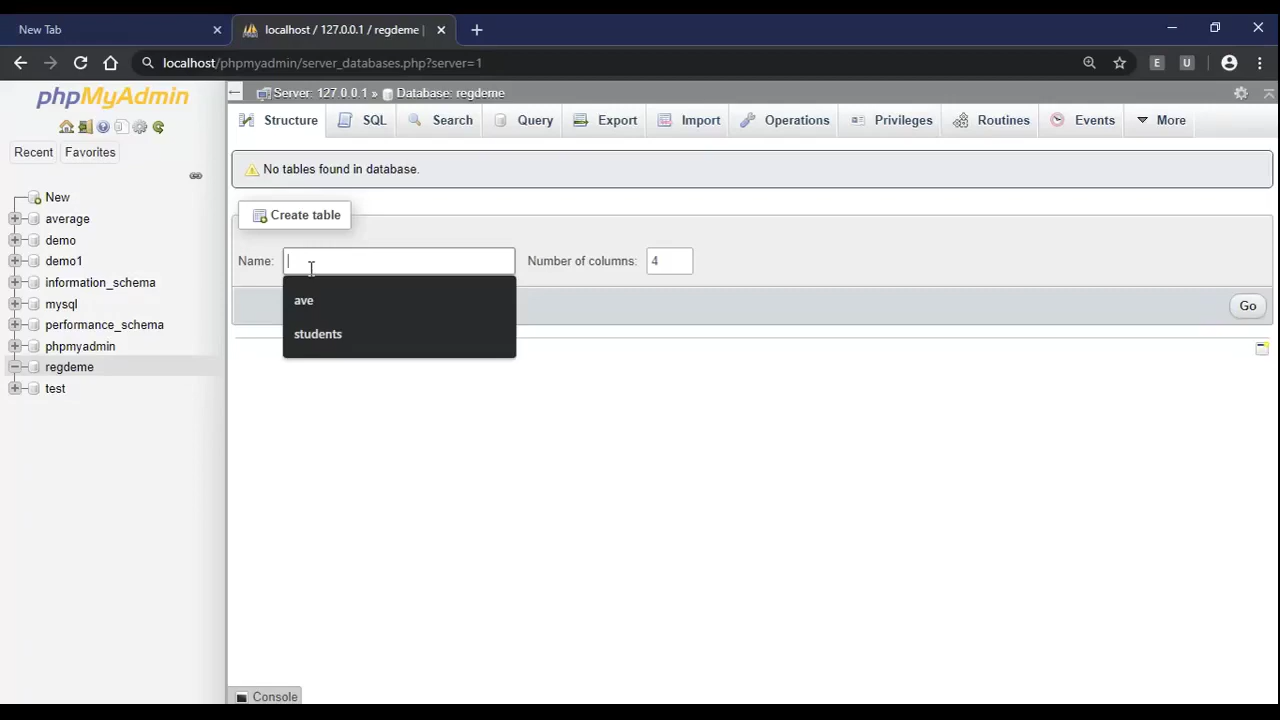 New Tab
localhost / 127.0.0.1 / regdeme |
localhost/phpmyadmin/server_databases.php?server=1
E
U
phpMyAdmin
Server: 127.0.0.1 » Database: regdeme
Structure
SQL
Search
Query
Export
Import
Operations
Privileges
Routines
Events
More
Recent
Favorites
New
average
demo
demo1
information_schema
mysql
performance_schema
phpmyadmin
regdeme
test
No tables found in database.
Create table
Name:
Number of columns: 4
ave
students
Go
Console